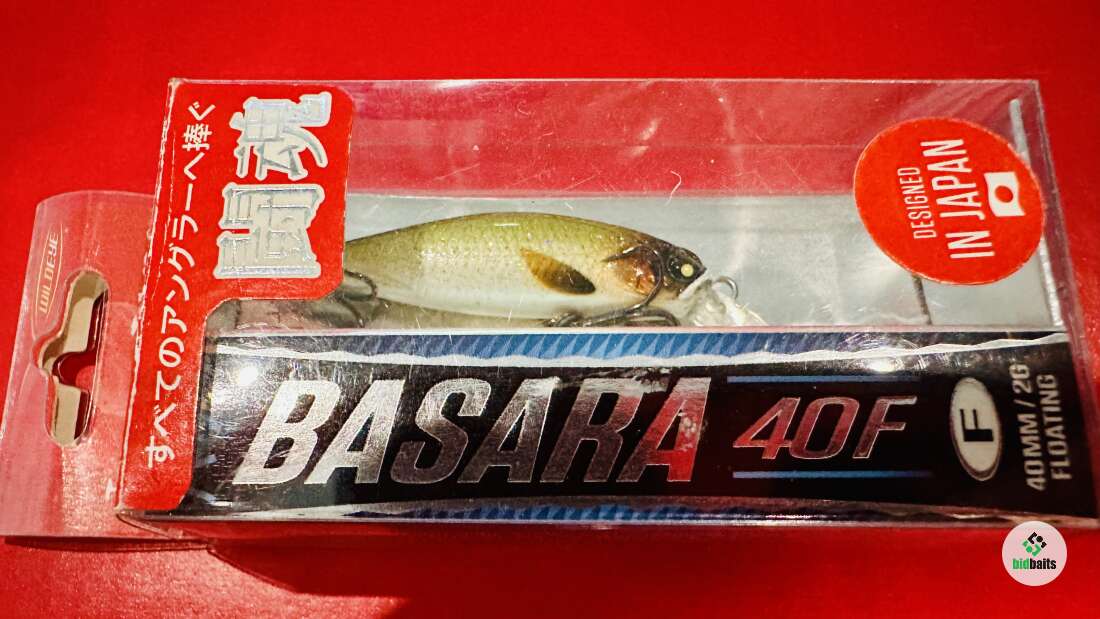 WILDEYE
すべてのアングラーへ捧ぐ
闘魂
DESIGNED
IN JAPAN
BASARA 40F
F
40MM / 2G
FLOATING
bidbaits